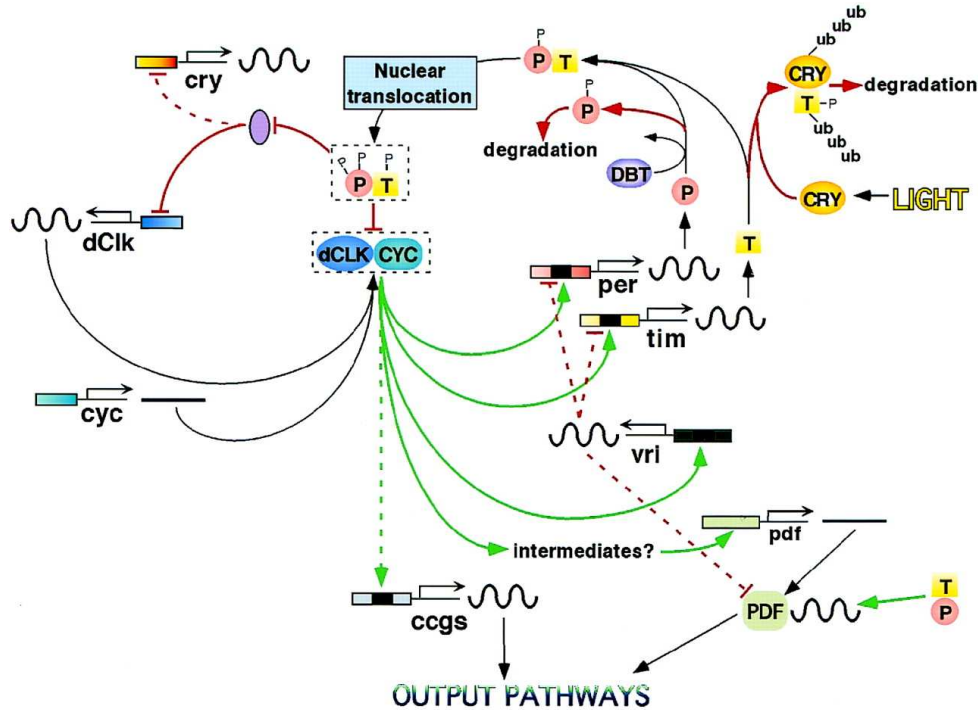 ub
ub
ub
P
P T
CRY
degradation
T P
ub
ub
ub
cry
Nuclear
translocation
P
P
degradation
DBT
P
CRY
LIGHT
P P P
P T
dClk
T
dCLK CYC
per
tim
cyc
vri
pdf
intermediates?
T
P
PDF
ccgs
OUTPUT PATHWAYS